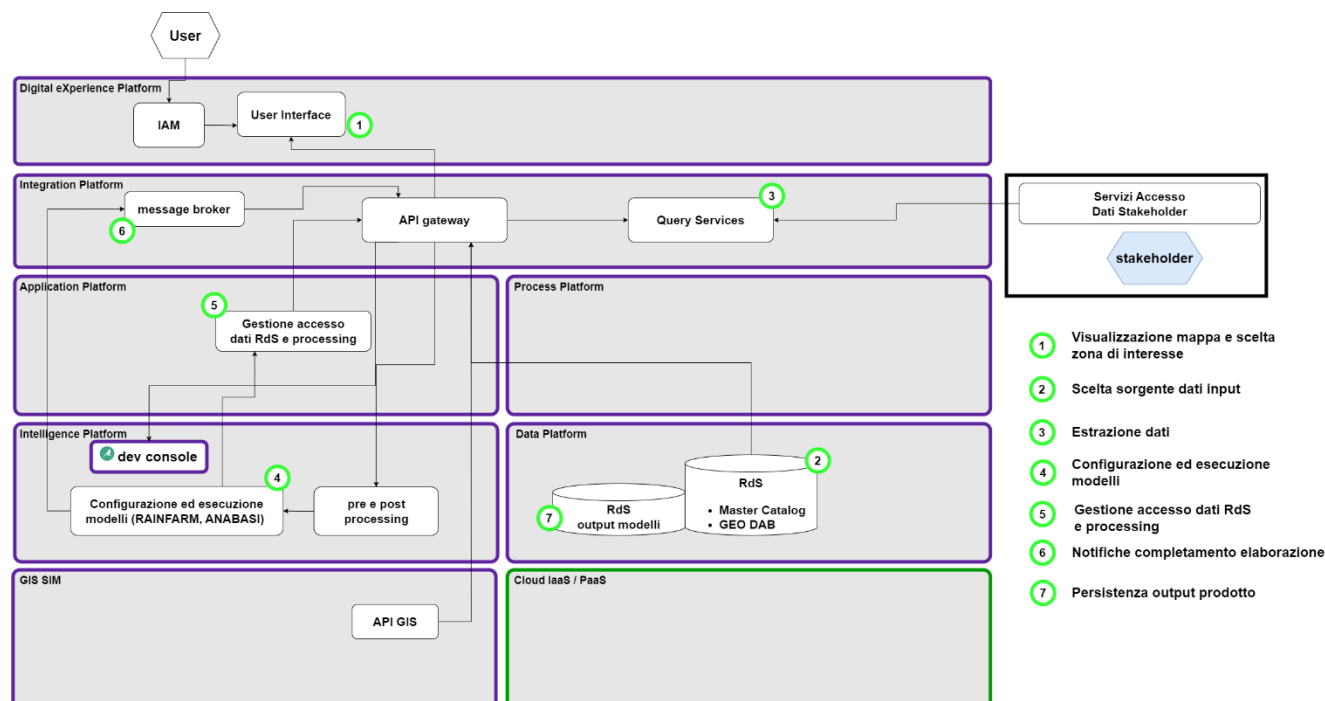 User
Digital eXperience Platform
IAM
User Interface
1
Integration Platform
message broker
6
API gateway
Query Services
3
Servizi Accesso
Dati Stakeholder
stakeholder
Application Platform
5
Gestione accesso
dati RdS e processing
Process Platform
Intelligence Platform
dev console
4
Configurazione ed esecuzione
modelli (RAINFARM, ANABASI)
pre e post
processing
Data Platform
2
RdS
• Master Catalog
• GEO DAB
RdS
output modelli
7
GIS SIM
API GIS
Cloud IaaS / PaaS
1 Visualizzazione mappa e scelta
zona di interesse
2 Scelta sorgente dati input
3 Estrazione dati
4 Configurazione ed esecuzione
modelli
5 Gestione accesso dati RdS
e processing
6 Notifiche completamento elaborazione
7 Persistenza output prodotto